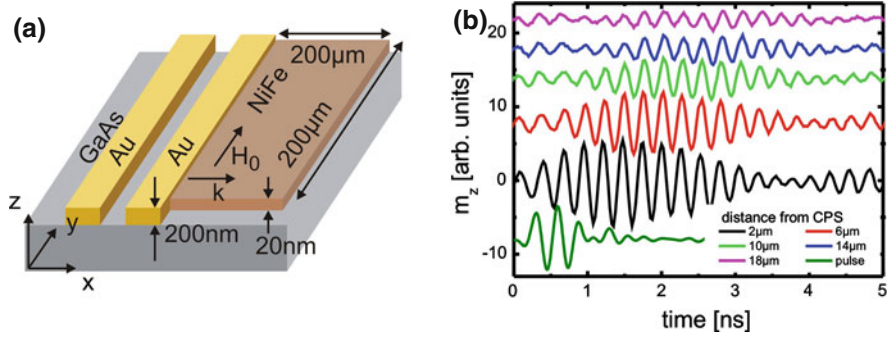 (a)
200μm
GaAs
Au
Au
NiFe
H0
200μm
k
z
y
x
200nm
20nm
(b)
mz [arb. units]
20
10
0
-10
distance from CPS
2μm 6μm
10μm 14μm
18μm pulse
0 1 2 3 4 5
time [ns]